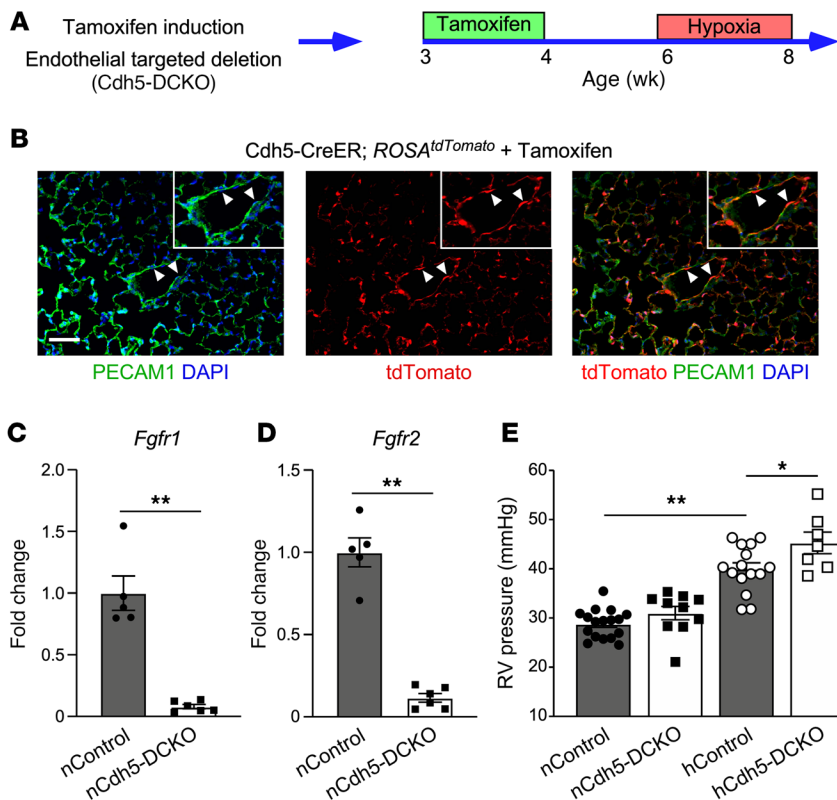 A
Tamoxifen induction
Endothelial targeted deletion
(Cdh5-DCKO)
Tamoxifen
Hypoxia
3 4 6 8
Age (wk)
B
Cdh5-CreER; ROSAtdTomato + Tamoxifen
PECAM1 DAPI
tdTomato
tdTomato PECAM1 DAPI
C
Fgfr1
Fold change
2.0
1.5
1.0
0.5
0
**
nControl
nCdh5-DCKO
D
Fgfr2
Fold change
1.5
1.0
0.5
0
**
nControl
nCdh5-DCKO
E
RV pressure (mmHg)
60
50
40
30
20
10
**
*
nControl
nCdh5-DCKO
hControl
hCdh5-DCKO